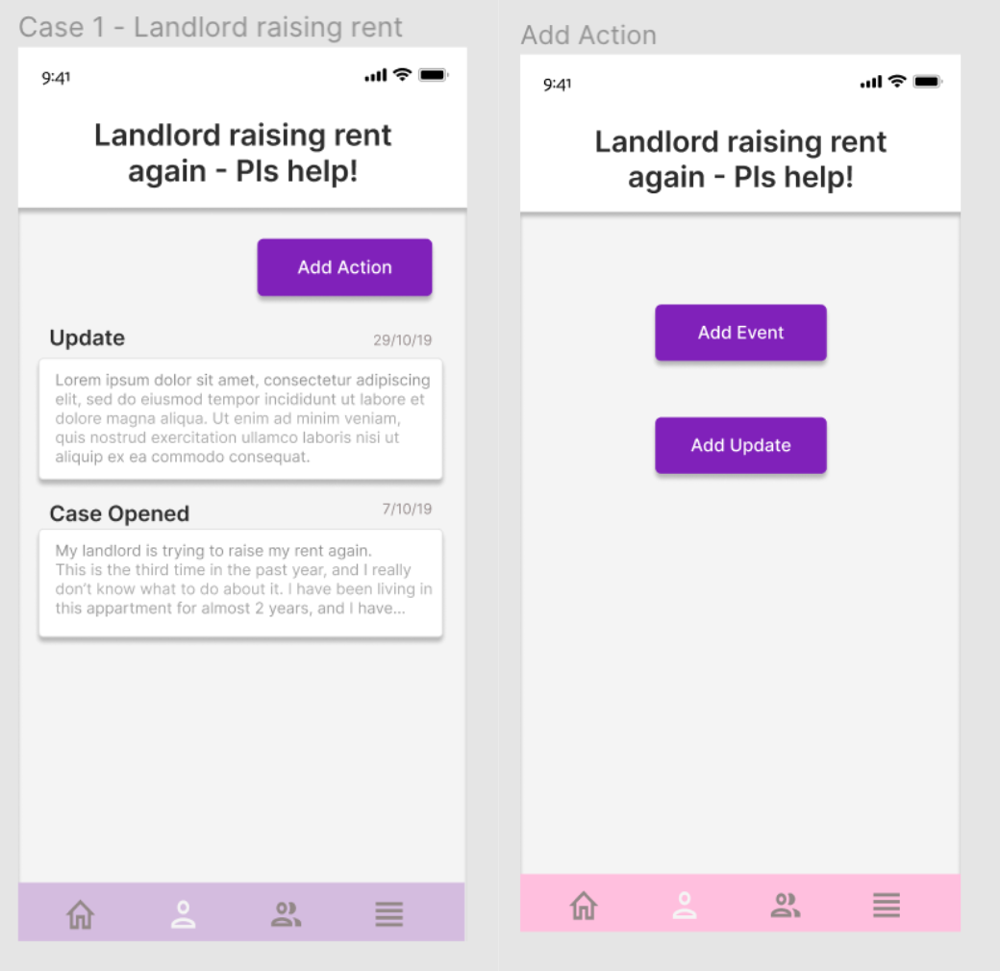 Case 1 - Landlord raising rent
9:41
Landlord raising rent
again - Pls help!
Add Action
Update
29/10/19
Lorem ipsum dolor sit amet, consectetur adipiscing
elit, sed do eiusmod tempor incididunt ut labore et
dolore magna aliqua. Ut enim ad minim veniam,
quis nostrud exercitation ullamco laboris nisi ut
aliquip ex ea commodo consequat.
Case Opened
7/10/19
My landlord is trying to raise my rent again.
This is the third time in the past year, and I really
don’t know what to do about it. I have been living in
this appartment for almost 2 years, and I have...
Add Action
9:41
Landlord raising rent
again - Pls help!
Add Event
Add Update